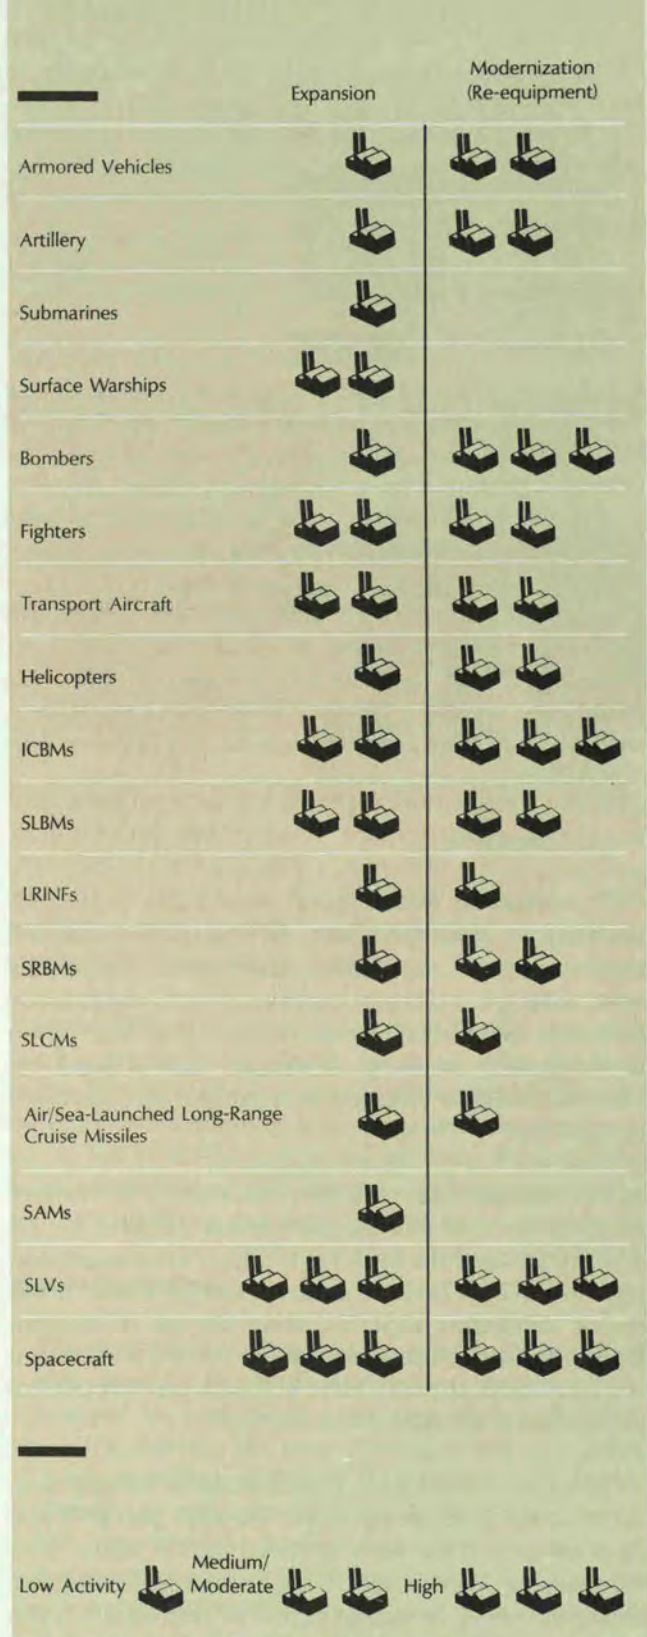 Expansion
Modernization
(Re-equipment)
Armored Vehicles
Artillery
Submarines
Surface Warships
Bombers
Fighters
Transport Aircraft
Helicopters
ICBMs
SLBMs
LRINFs
SRBMs
SLCMs
Air/Sea-Launched Long-Range
Cruise Missiles
SAMs
SLVs
Spacecraft
Low Activity
Medium/
Moderate
High